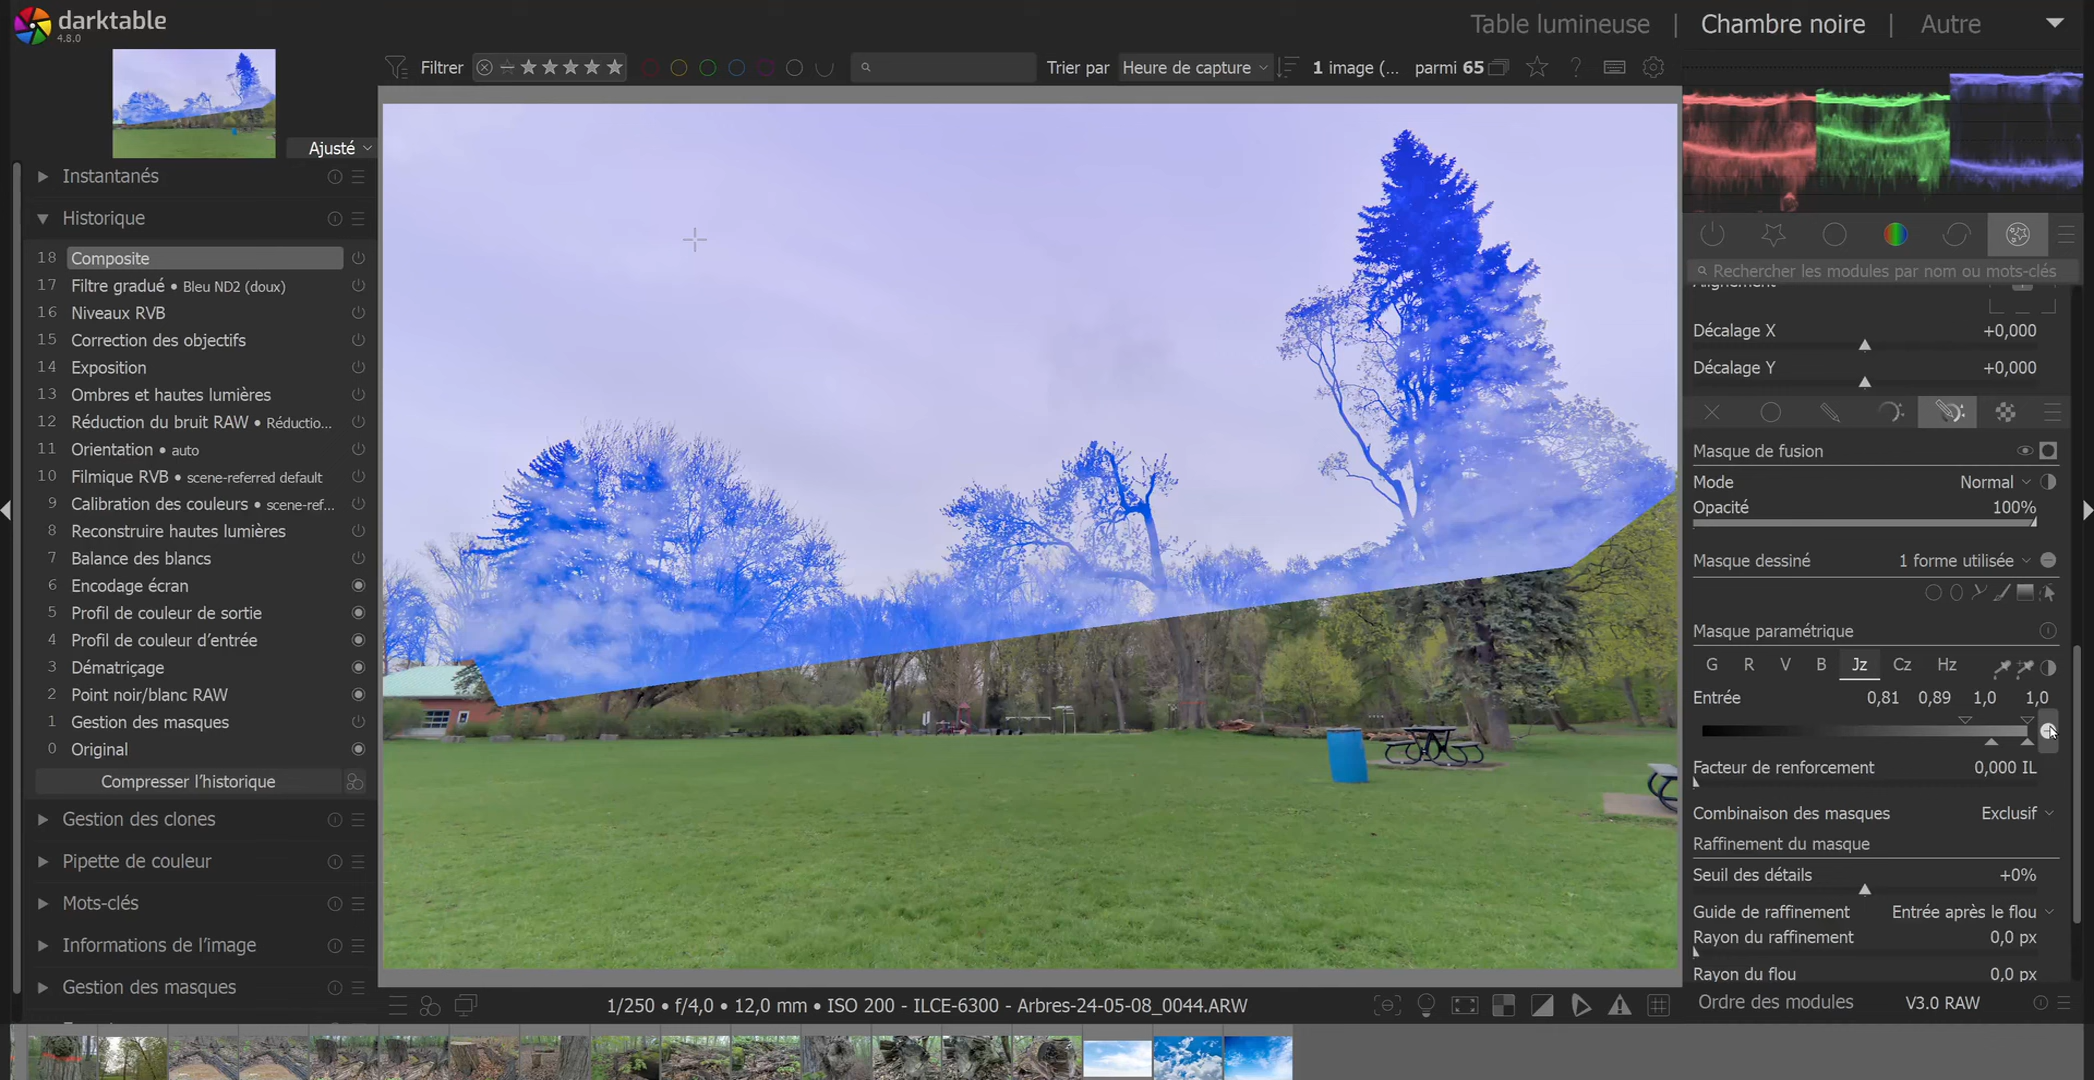 darktable
4.8.0
Table lumineuse | Chambre noire | Autre
Filtrer
Trier par Heure de capture
1 image (... parmi 65
Ajusté
Instantanés
Historique
18 Composite
17 Filtre gradué • Bleu ND2 (doux)
16 Niveaux RVB
15 Correction des objectifs
14 Exposition
13 Ombres et hautes lumières
12 Réduction du bruit RAW • Réductio...
11 Orientation • auto
10 Filmique RVB • scene-referred default
9 Calibration des couleurs • scene-ref...
8 Reconstruire hautes lumières
7 Balance des blancs
6 Encodage écran
5 Profil de couleur de sortie
4 Profil de couleur d'entrée
3 Dématriçage
2 Point noir/blanc RAW
1 Gestion des masques
0 Original
Compresser l'historique
Gestion des clones
Pipette de couleur
Mots-clés
Informations de l'image
Gestion des masques
1/250 • f/4,0 • 12,0 mm • ISO 200 - ILCE-6300 - Arbres-24-05-08_0044.ARW
Rechercher les modules par nom ou mots-clés
Alignement
Décalage X +0,000
Décalage Y +0,000
Masque de fusion
Mode Normal
Opacité 100%
Masque dessiné 1 forme utilisée
Masque paramétrique
G R V B Jz Cz Hz
Entrée 0,81 0,89 1,0 1,0
Facteur de renforcement 0,000 IL
Combinaison des masques Exclusif
Raffinement du masque
Seuil des détails +0%
Guide de raffinement Entrée après le flou
Rayon du raffinement 0,0 px
Rayon du flou 0,0 px
Ordre des modules V3.0 RAW